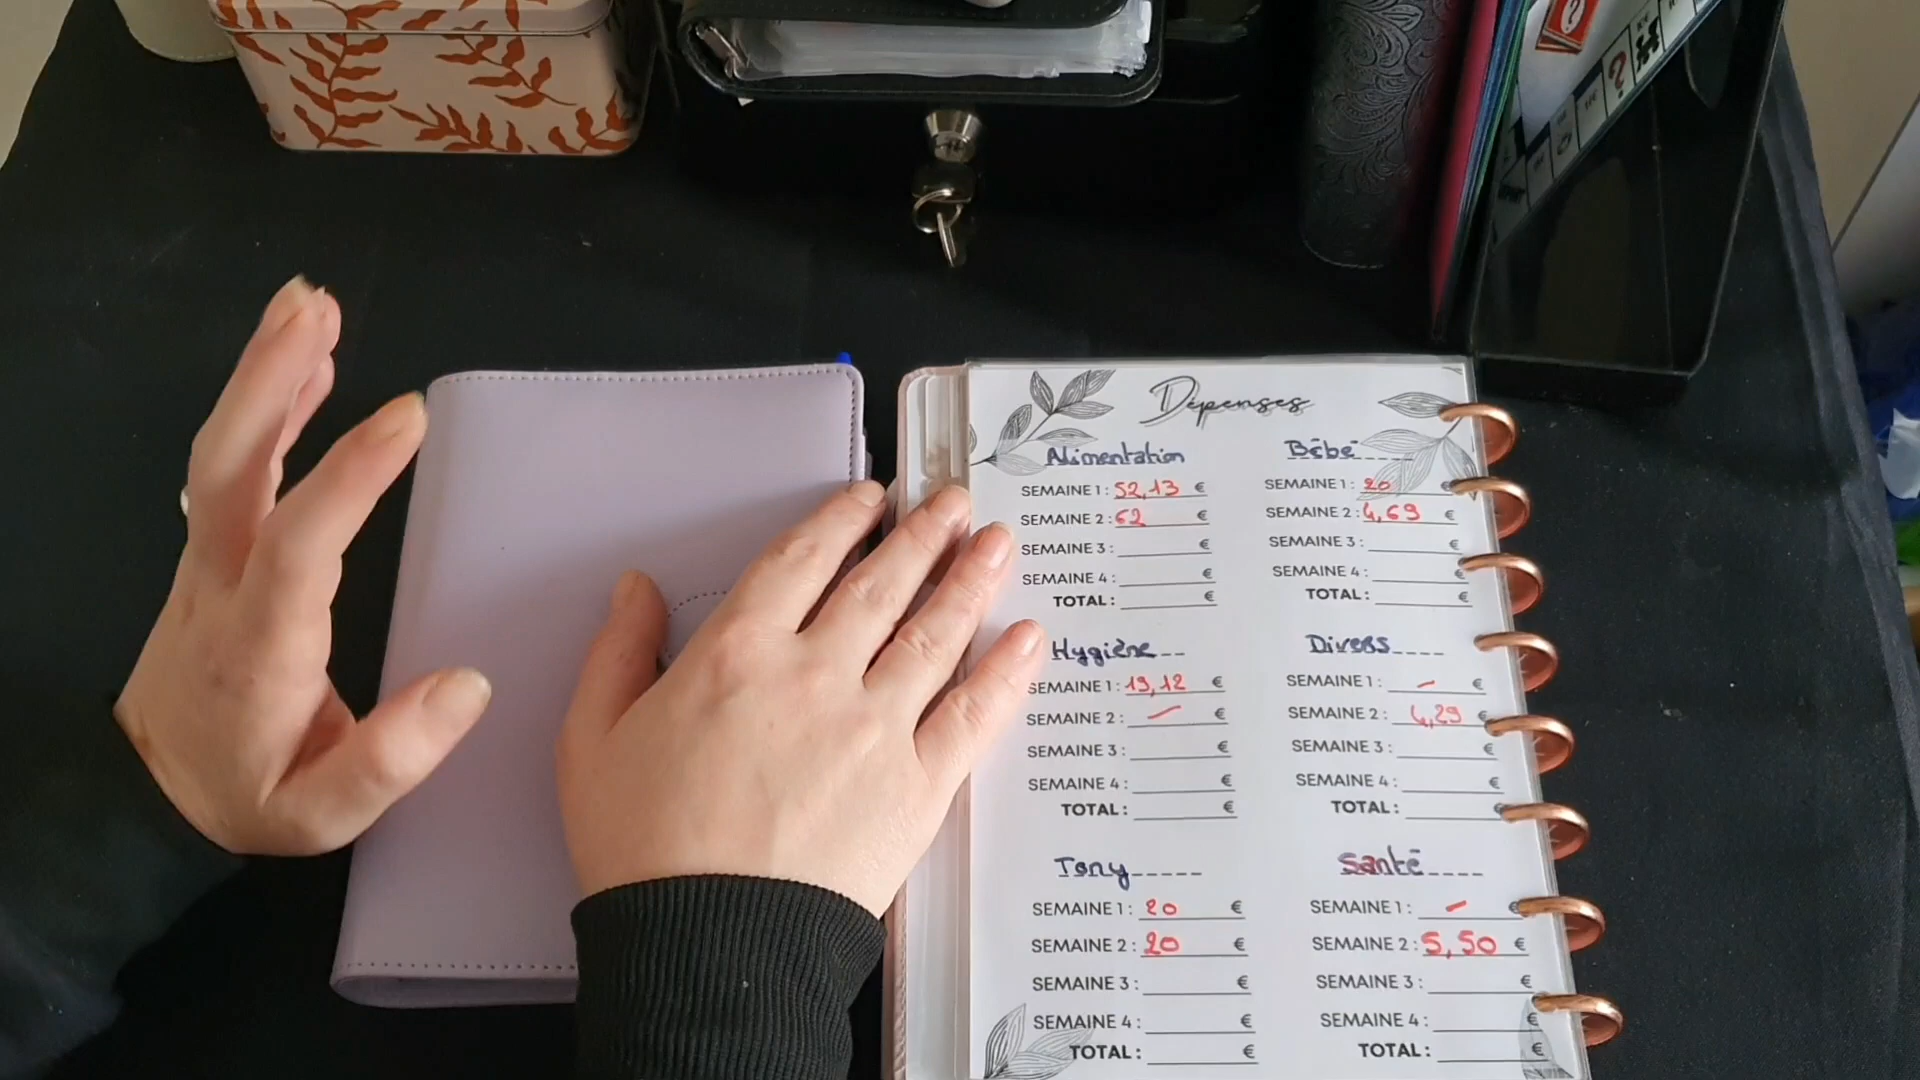 Dépenses
Alimentation
SEMAINE 1 : 52,13 €
SEMAINE 2 : 62 €
SEMAINE 3 : €
SEMAINE 4 : €
TOTAL : €
Bébé
SEMAINE 1 : 20 €
SEMAINE 2 : 4,69 €
SEMAINE 3 : €
SEMAINE 4 : €
TOTAL : €
Hygiène
SEMAINE 1 : 19,12 €
SEMAINE 2 : — €
SEMAINE 3 : €
SEMAINE 4 : €
TOTAL : €
Divers
SEMAINE 1 : — €
SEMAINE 2 : 4,29 €
SEMAINE 3 : €
SEMAINE 4 : €
TOTAL : €
Tony
SEMAINE 1 : 20 €
SEMAINE 2 : 20 €
SEMAINE 3 : €
SEMAINE 4 : €
TOTAL : €
Santé
SEMAINE 1 : — €
SEMAINE 2 : 5,50 €
SEMAINE 3 : €
SEMAINE 4 : €
TOTAL : €